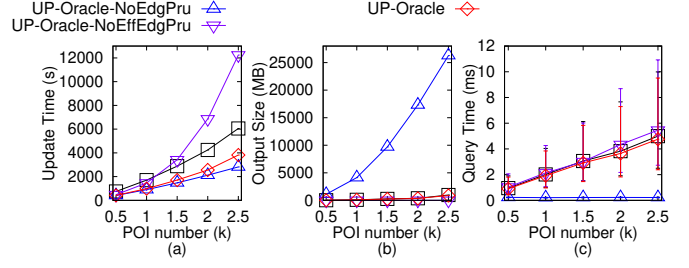 UP-Oracle-NoEdgPru
UP-Oracle
UP-Oracle-NoEffEdgPru
Update Time (s)
12000
10000
8000
6000
4000
2000
0
0.5 1 1.5 2 2.5
POI number (k)
(a)
Output Size (MB)
25000
20000
15000
10000
5000
0
0.5 1 1.5 2 2.5
POI number (k)
(b)
Query Time (ms)
12
10
8
6
4
2
0
0.5 1 1.5 2 2.5
POI number (k)
(c)